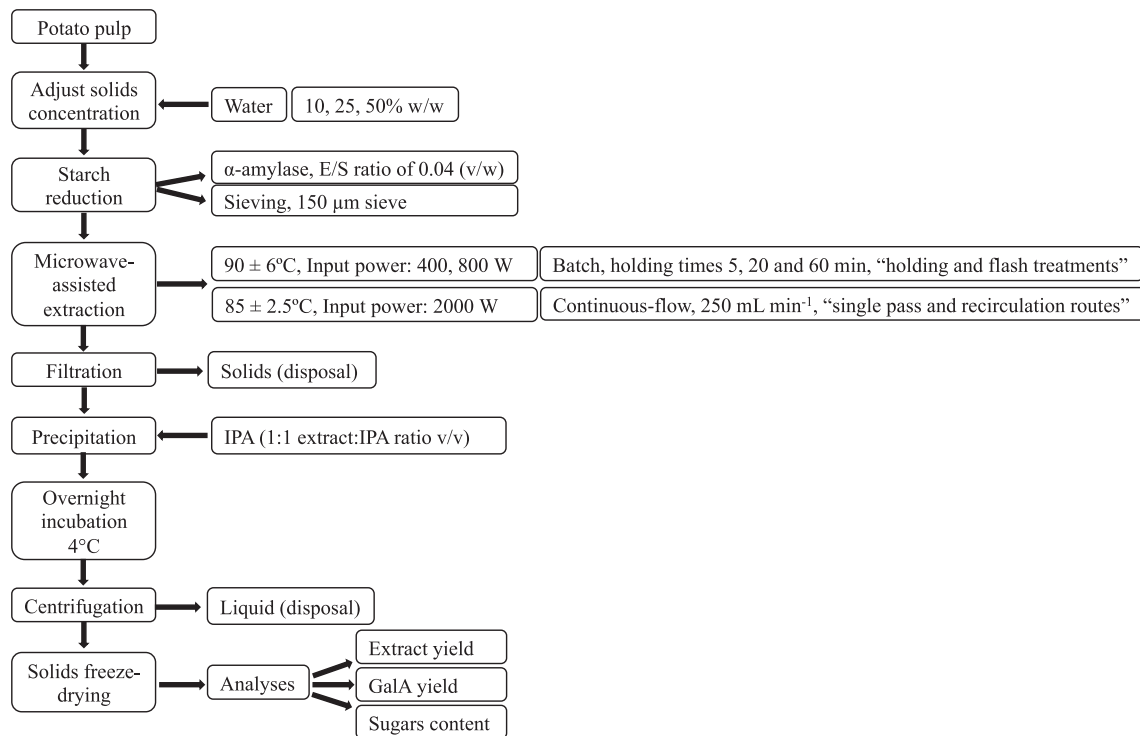 Potato pulp
Adjust solids
concentration
Water
10, 25, 50% w/w
Starch
reduction
α-amylase, E/S ratio of 0.04 (v/w)
Sieving, 150 µm sieve
Microwave-
assisted
extraction
90 ± 6ºC, Input power: 400, 800 W
Batch, holding times 5, 20 and 60 min, “holding and flash treatments”
85 ± 2.5ºC, Input power: 2000 W
Continuous-flow, 250 mL min⁻¹, “single pass and recirculation routes”
Filtration
Solids (disposal)
Precipitation
IPA (1:1 extract:IPA ratio v/v)
Overnight
incubation
4°C
Centrifugation
Liquid (disposal)
Solids freeze-
drying
Analyses
Extract yield
GalA yield
Sugars content